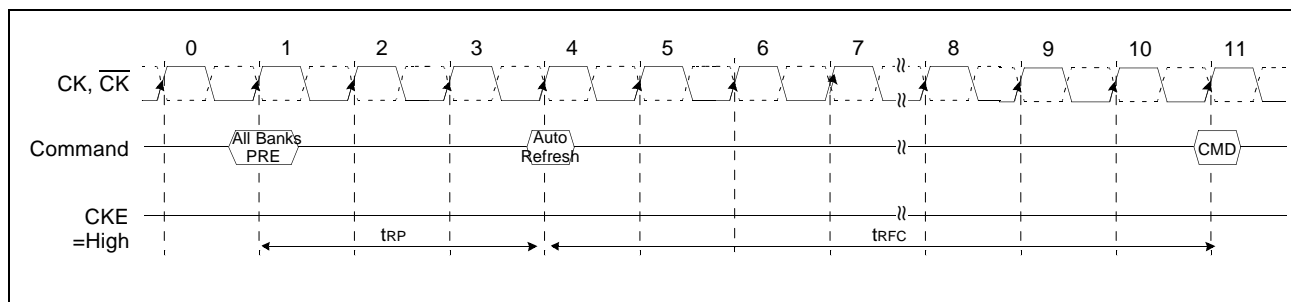 0 1 2 3 4 5 6 7 8 9 10 11
CK, CK
Command
All Banks
PRE
Auto
Refresh
CMD
CKE
=High
tRP
tRFC